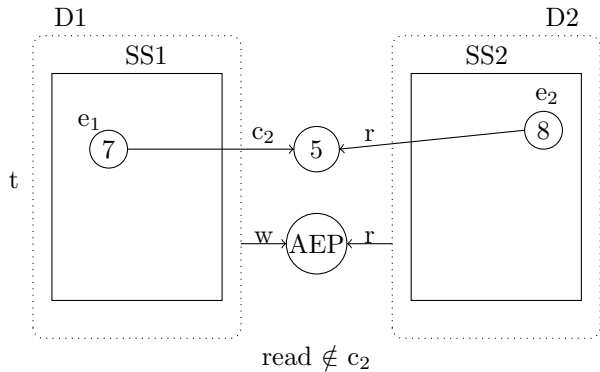 D1 D2
SS1 SS2
e₁ e₂
7 c₂ 5 r 8
t
w AEP r
read ∉ c₂